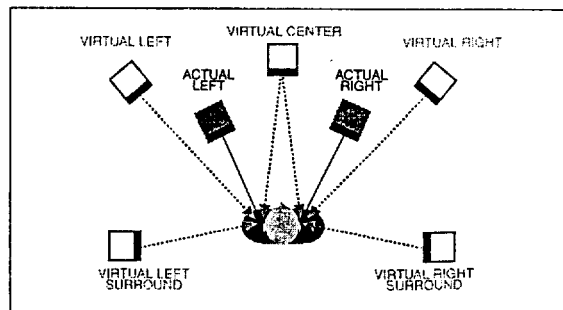 VIRTUAL CENTER
VIRTUAL LEFT
VIRTUAL RIGHT
ACTUAL
LEFT
ACTUAL
RIGHT
VIRTUAL LEFT
SURROUND
VIRTUAL RIGHT
SURROUND